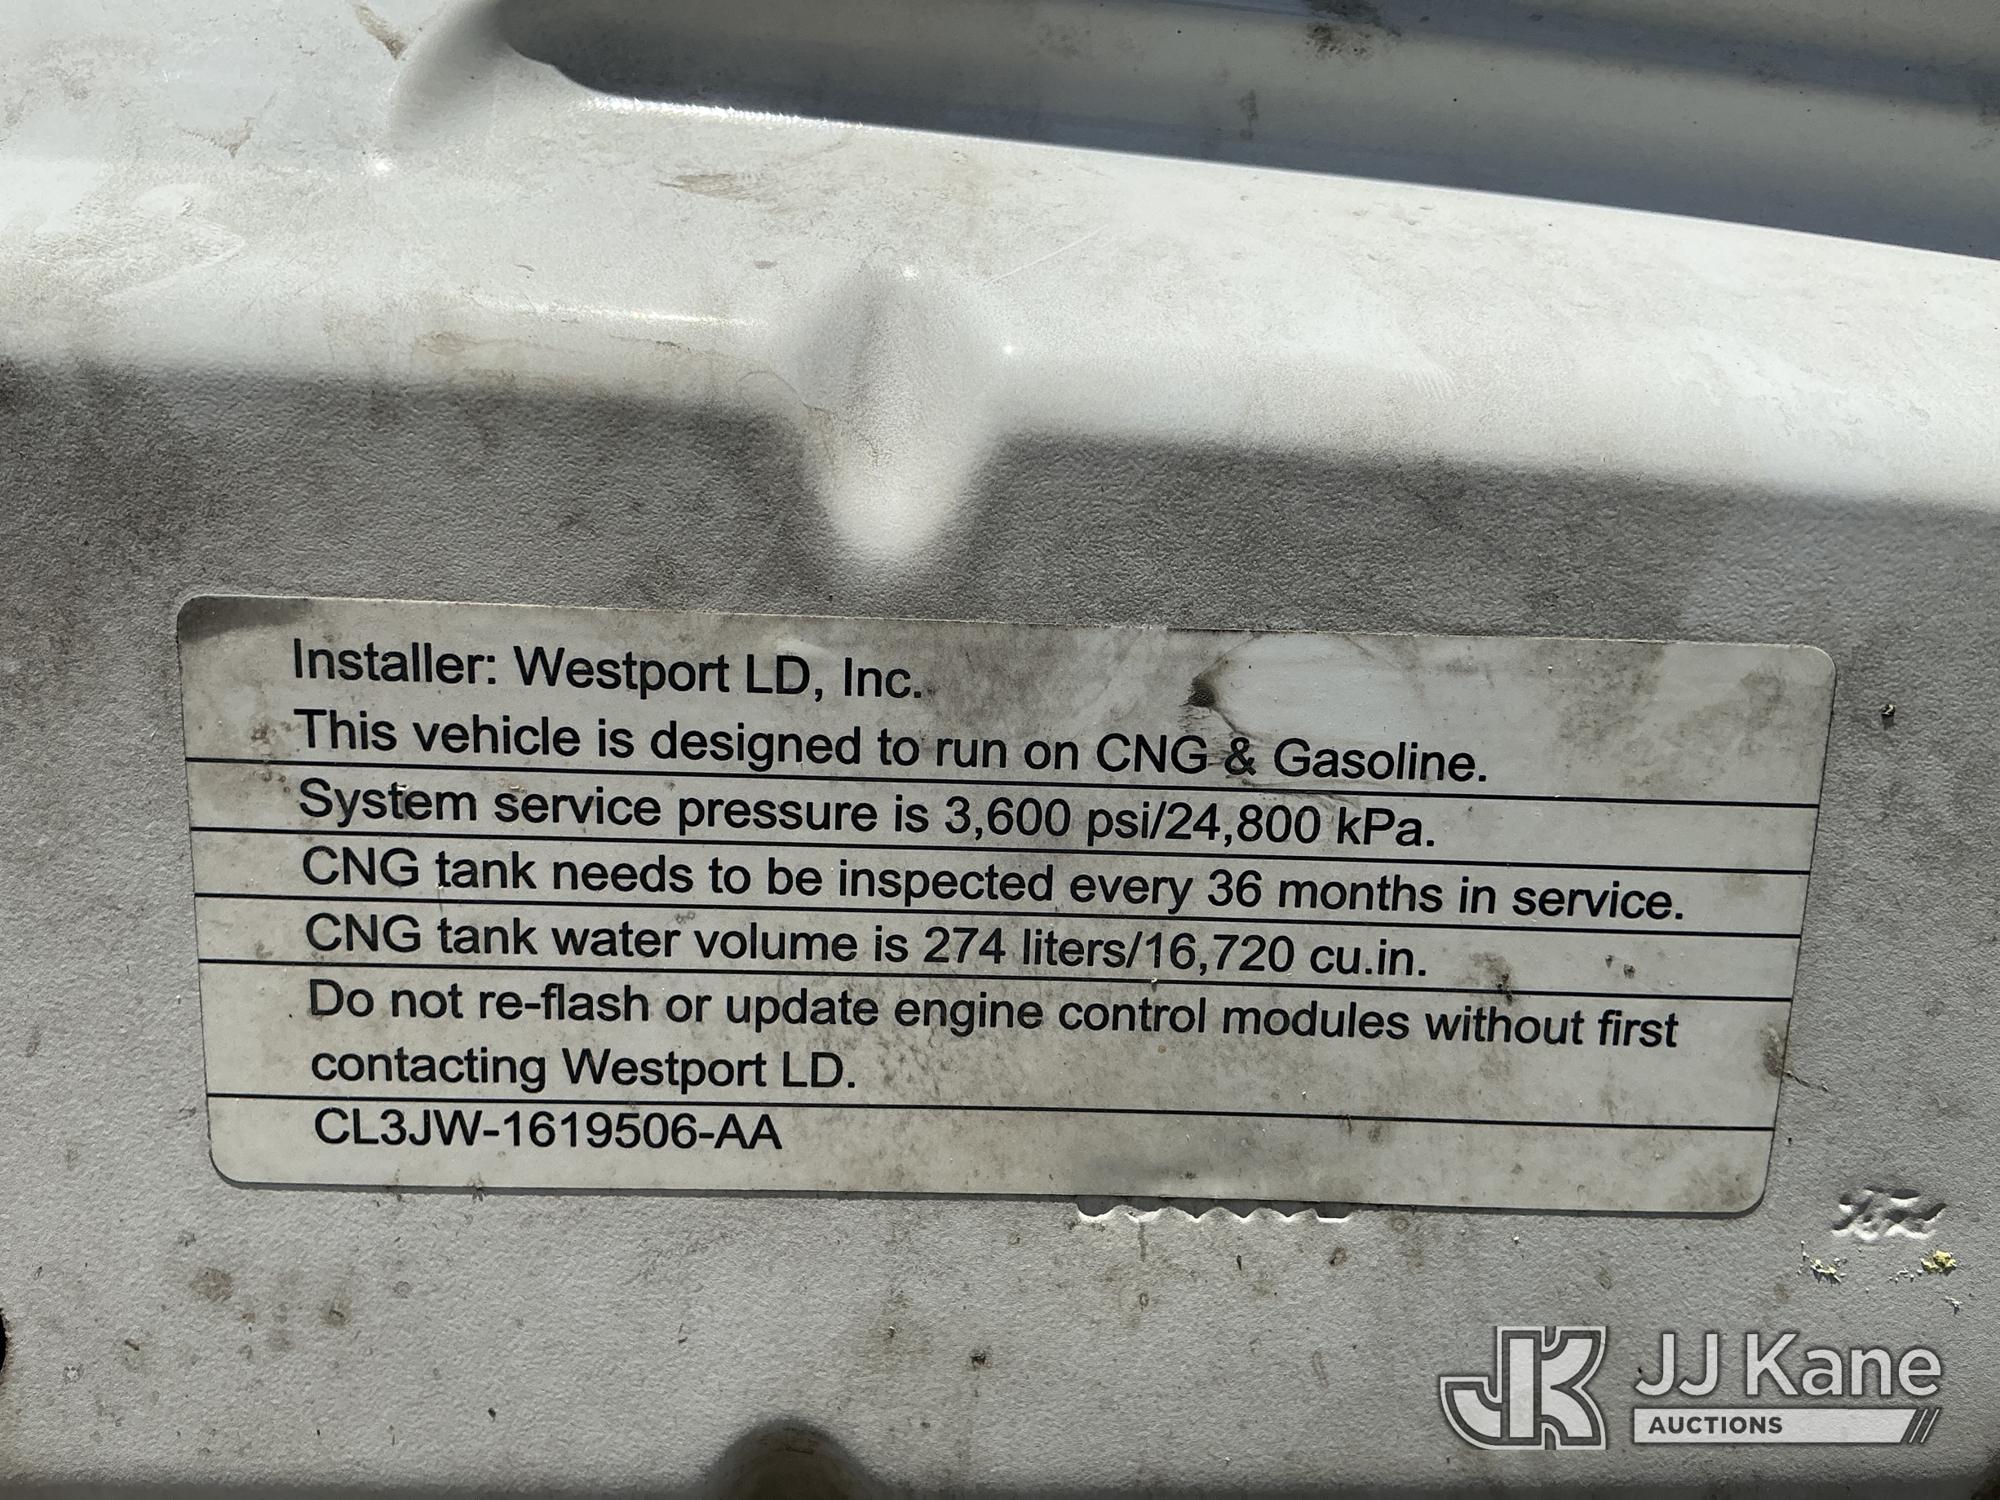 Installer: Westport LD, Inc.
This vehicle is designed to run on CNG & Gasoline.
System service pressure is 3,600 psi/24,800 kPa.
CNG tank needs to be inspected every 36 months in service.
CNG tank water volume is 274 liters/16,720 cu.in.
Do not re-flash or update engine control modules without first
contacting Westport LD.
CL3JW-1619506-AA
JK JJ Kane
AUCTIONS